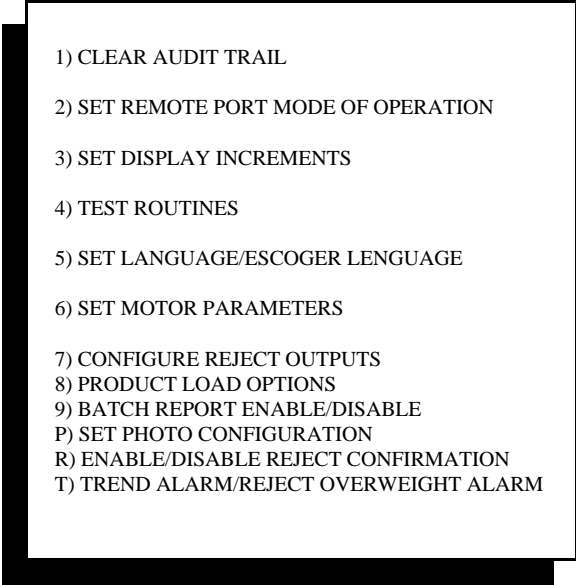 1) CLEAR AUDIT TRAIL
2) SET REMOTE PORT MODE OF OPERATION
3) SET DISPLAY INCREMENTS
4) TEST ROUTINES
5) SET LANGUAGE/ESCOGER LENGUAGE
6) SET MOTOR PARAMETERS
7) CONFIGURE REJECT OUTPUTS
8) PRODUCT LOAD OPTIONS
9) BATCH REPORT ENABLE/DISABLE
P) SET PHOTO CONFIGURATION
R) ENABLE/DISABLE REJECT CONFIRMATION
T) TREND ALARM/REJECT OVERWEIGHT ALARM